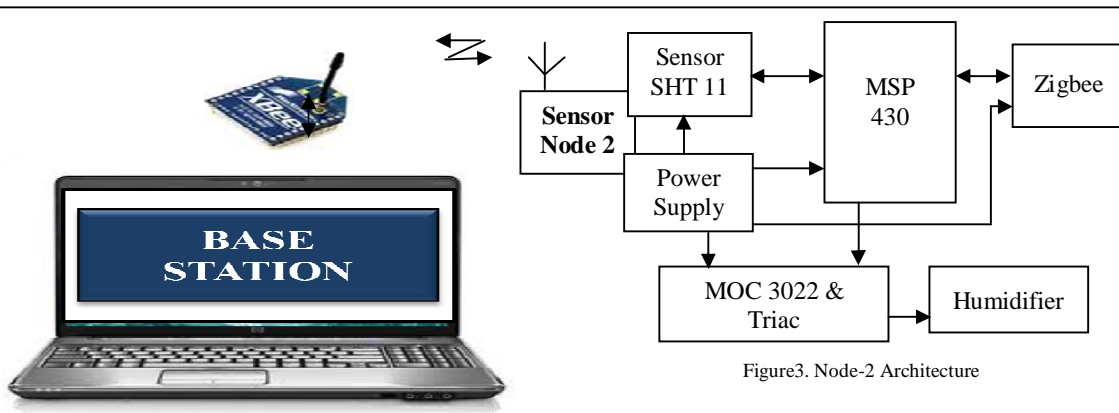 XBee
BASE
STATION
Sensor
Node 2
Sensor
SHT 11
MSP
430
Zigbee
Power
Supply
MOC 3022 &
Triac
Humidifier
Figure3. Node-2 Architecture